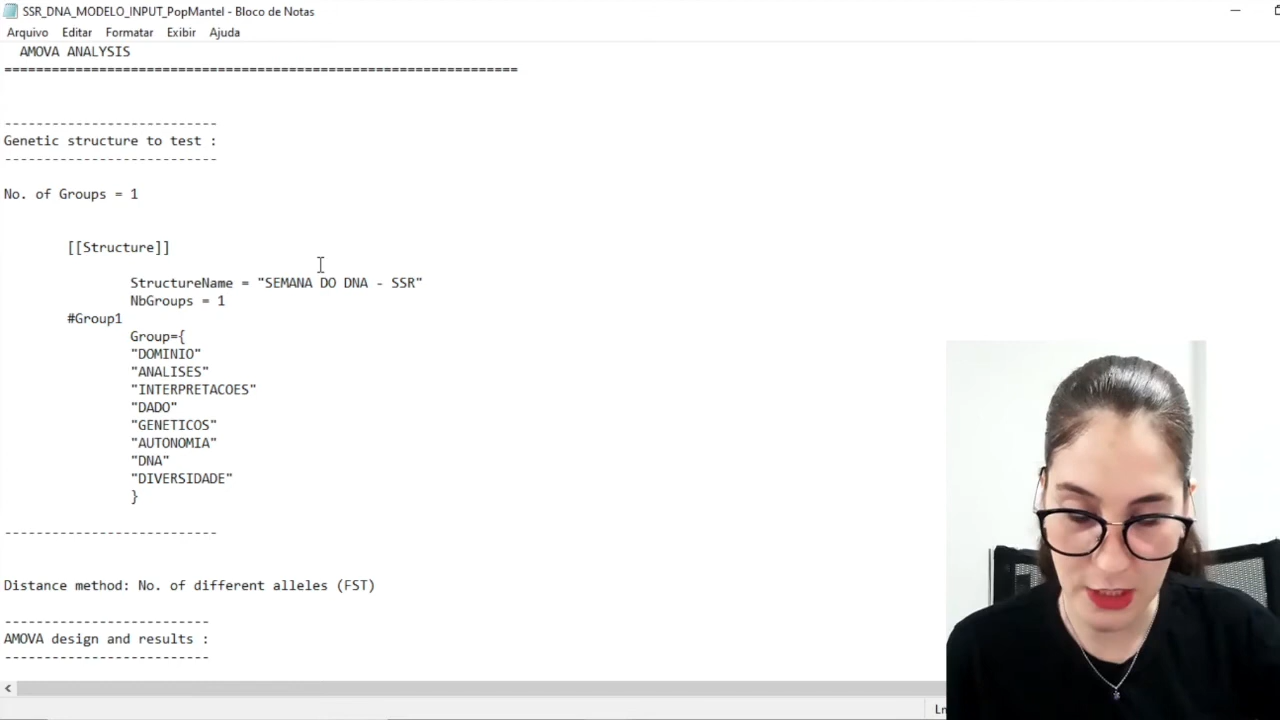 SSR_DNA_MODELO_INPUT_PopMantel - Bloco de Notas
Arquivo Editar Formatar Exibir Ajuda
AMOVA ANALYSIS
=================================================================
---------------------------
Genetic structure to test :
---------------------------
No. of Groups = 1
[[Structure]]
StructureName = "SEMANA DO DNA - SSR"
NbGroups = 1
#Group1
Group={
"DOMINIO"
"ANALISES"
"INTERPRETACOES"
"DADO"
"GENETICOS"
"AUTONOMIA"
"DNA"
"DIVERSIDADE"
}
---------------------------
Distance method: No. of different alleles (FST)
--------------------------
AMOVA design and results :
--------------------------
Ln